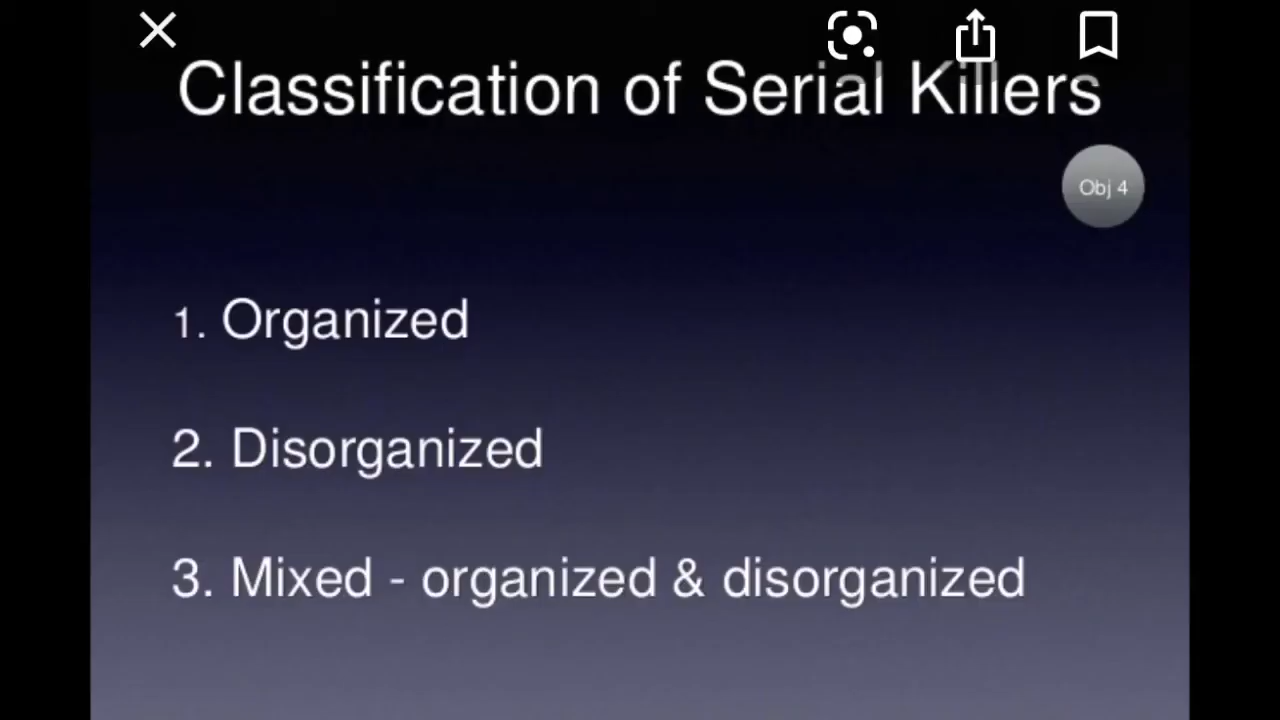 Classification of Serial Killers
Obj 4
1. Organized
2. Disorganized
3. Mixed - organized & disorganized